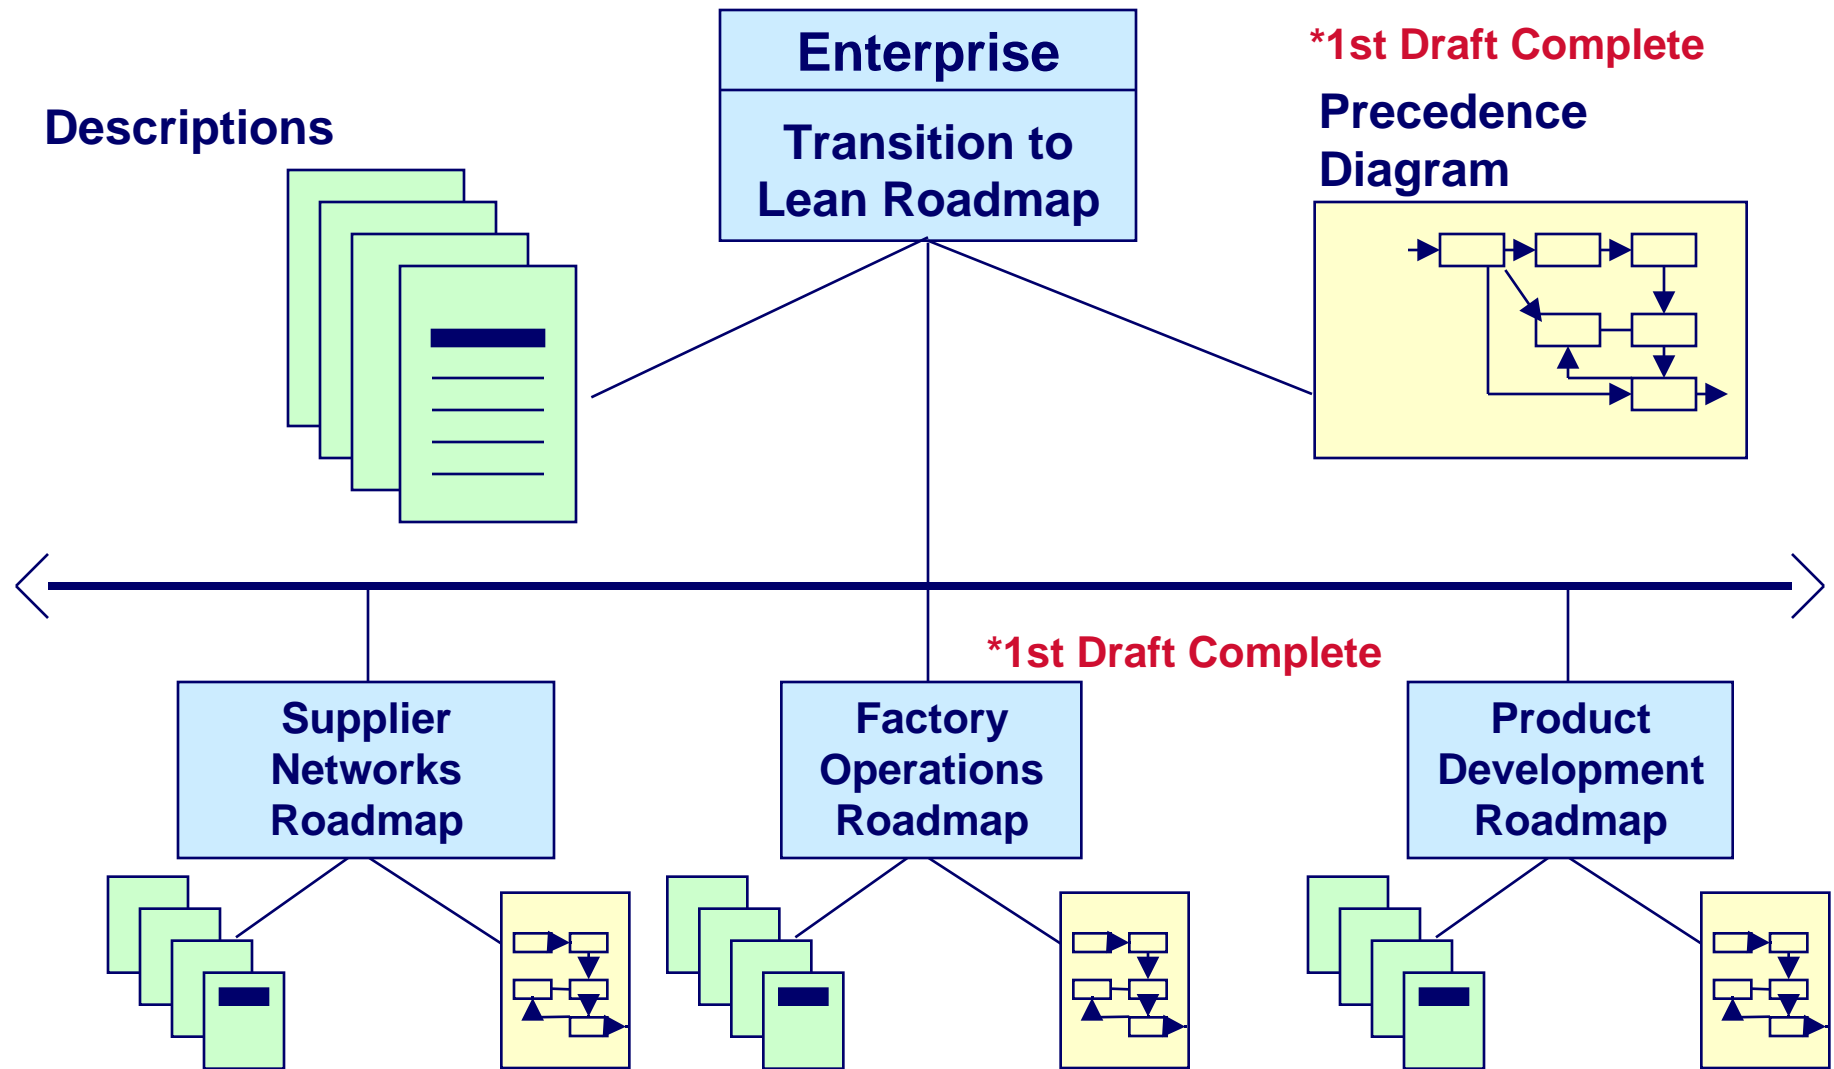 Enterprise
Transition to
Lean Roadmap
Descriptions
*1st Draft Complete
Precedence
Diagram
*1st Draft Complete
Supplier
Networks
Roadmap
Factory
Operations
Roadmap
Product
Development
Roadmap